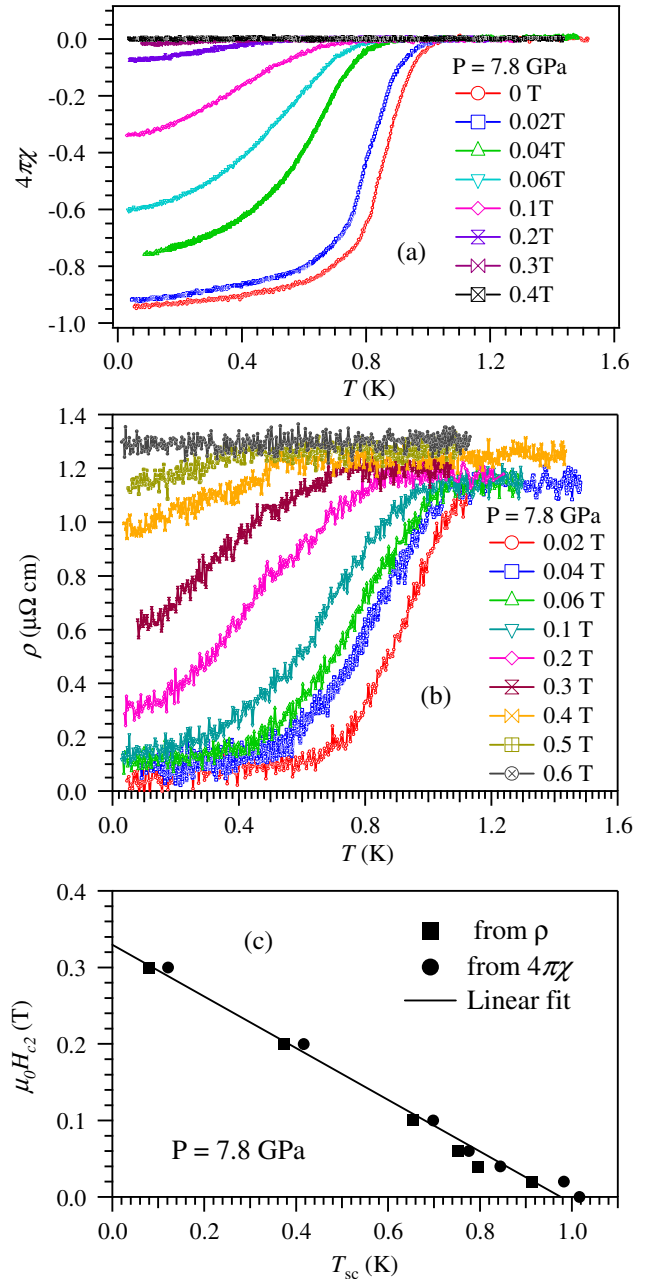 0.0
-0.2
-0.4
-0.6
-0.8
-1.0
4πχ
P = 7.8 GPa
0 T
0.02T
0.04T
0.06T
0.1T
0.2T
0.3T
0.4T
(a)
0.0 0.4 0.8 1.2 1.6
T (K)
1.4
1.2
1.0
0.8
0.6
0.4
0.2
0.0
ρ (μΩ cm)
P = 7.8 GPa
0.02 T
0.04 T
0.06 T
0.1 T
0.2 T
0.3 T
0.4 T
0.5 T
0.6 T
(b)
0.0 0.4 0.8 1.2 1.6
T (K)
0.4
0.3
0.2
0.1
0.0
μ₀H_c2 (T)
(c)
from ρ
from 4πχ
Linear fit
P = 7.8 GPa
0.0 0.2 0.4 0.6 0.8 1.0
T_sc (K)